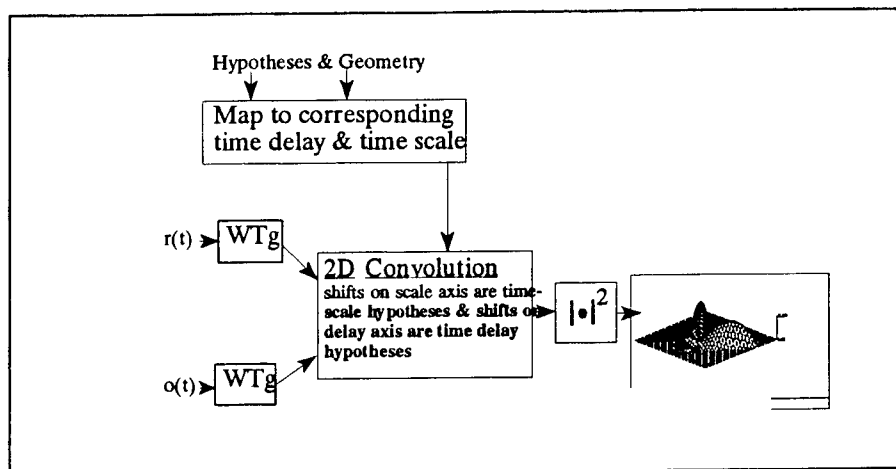 Hypotheses & Geometry
Map to corresponding
time delay & time scale
r(t)
WTg
2D Convolution
shifts on scale axis are time-
scale hypotheses & shifts on
delay axis are time delay
hypotheses
|•|²
o(t)
WTg